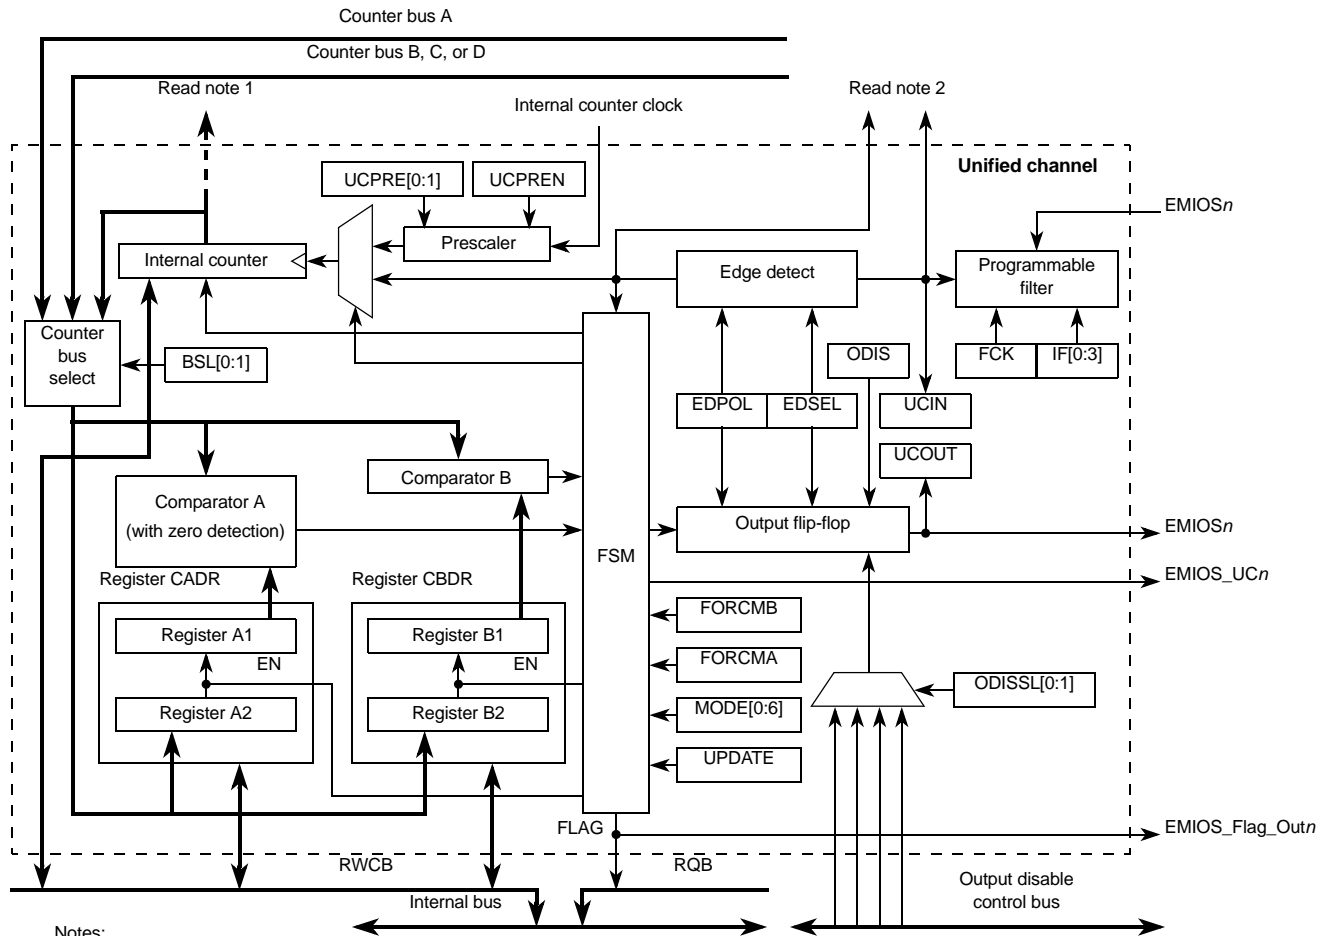 Counter bus A
Counter bus B, C, or D
Read note 1
Internal counter clock
Read note 2
Unified channel
UCPRE[0:1]
UCPREN
EMIOSn
Prescaler
Internal counter
Edge detect
Programmable
filter
Counter
bus
select
BSL[0:1]
ODIS
FCK
IF[0:3]
EDPOL
EDSEL
UCIN
UCOUT
Comparator B
Comparator A
(with zero detection)
Output flip-flop
EMIOSn
FSM
Register CADR
Register CBDR
EMIOS_UCn
FORCMB
Register A1
Register B1
EN
EN
FORCMA
ODISSL[0:1]
Register A2
Register B2
MODE[0:6]
UPDATE
FLAG
EMIOS_Flag_Outn
RWCB
RQB
Internal bus
Output disable
control bus
Notes: